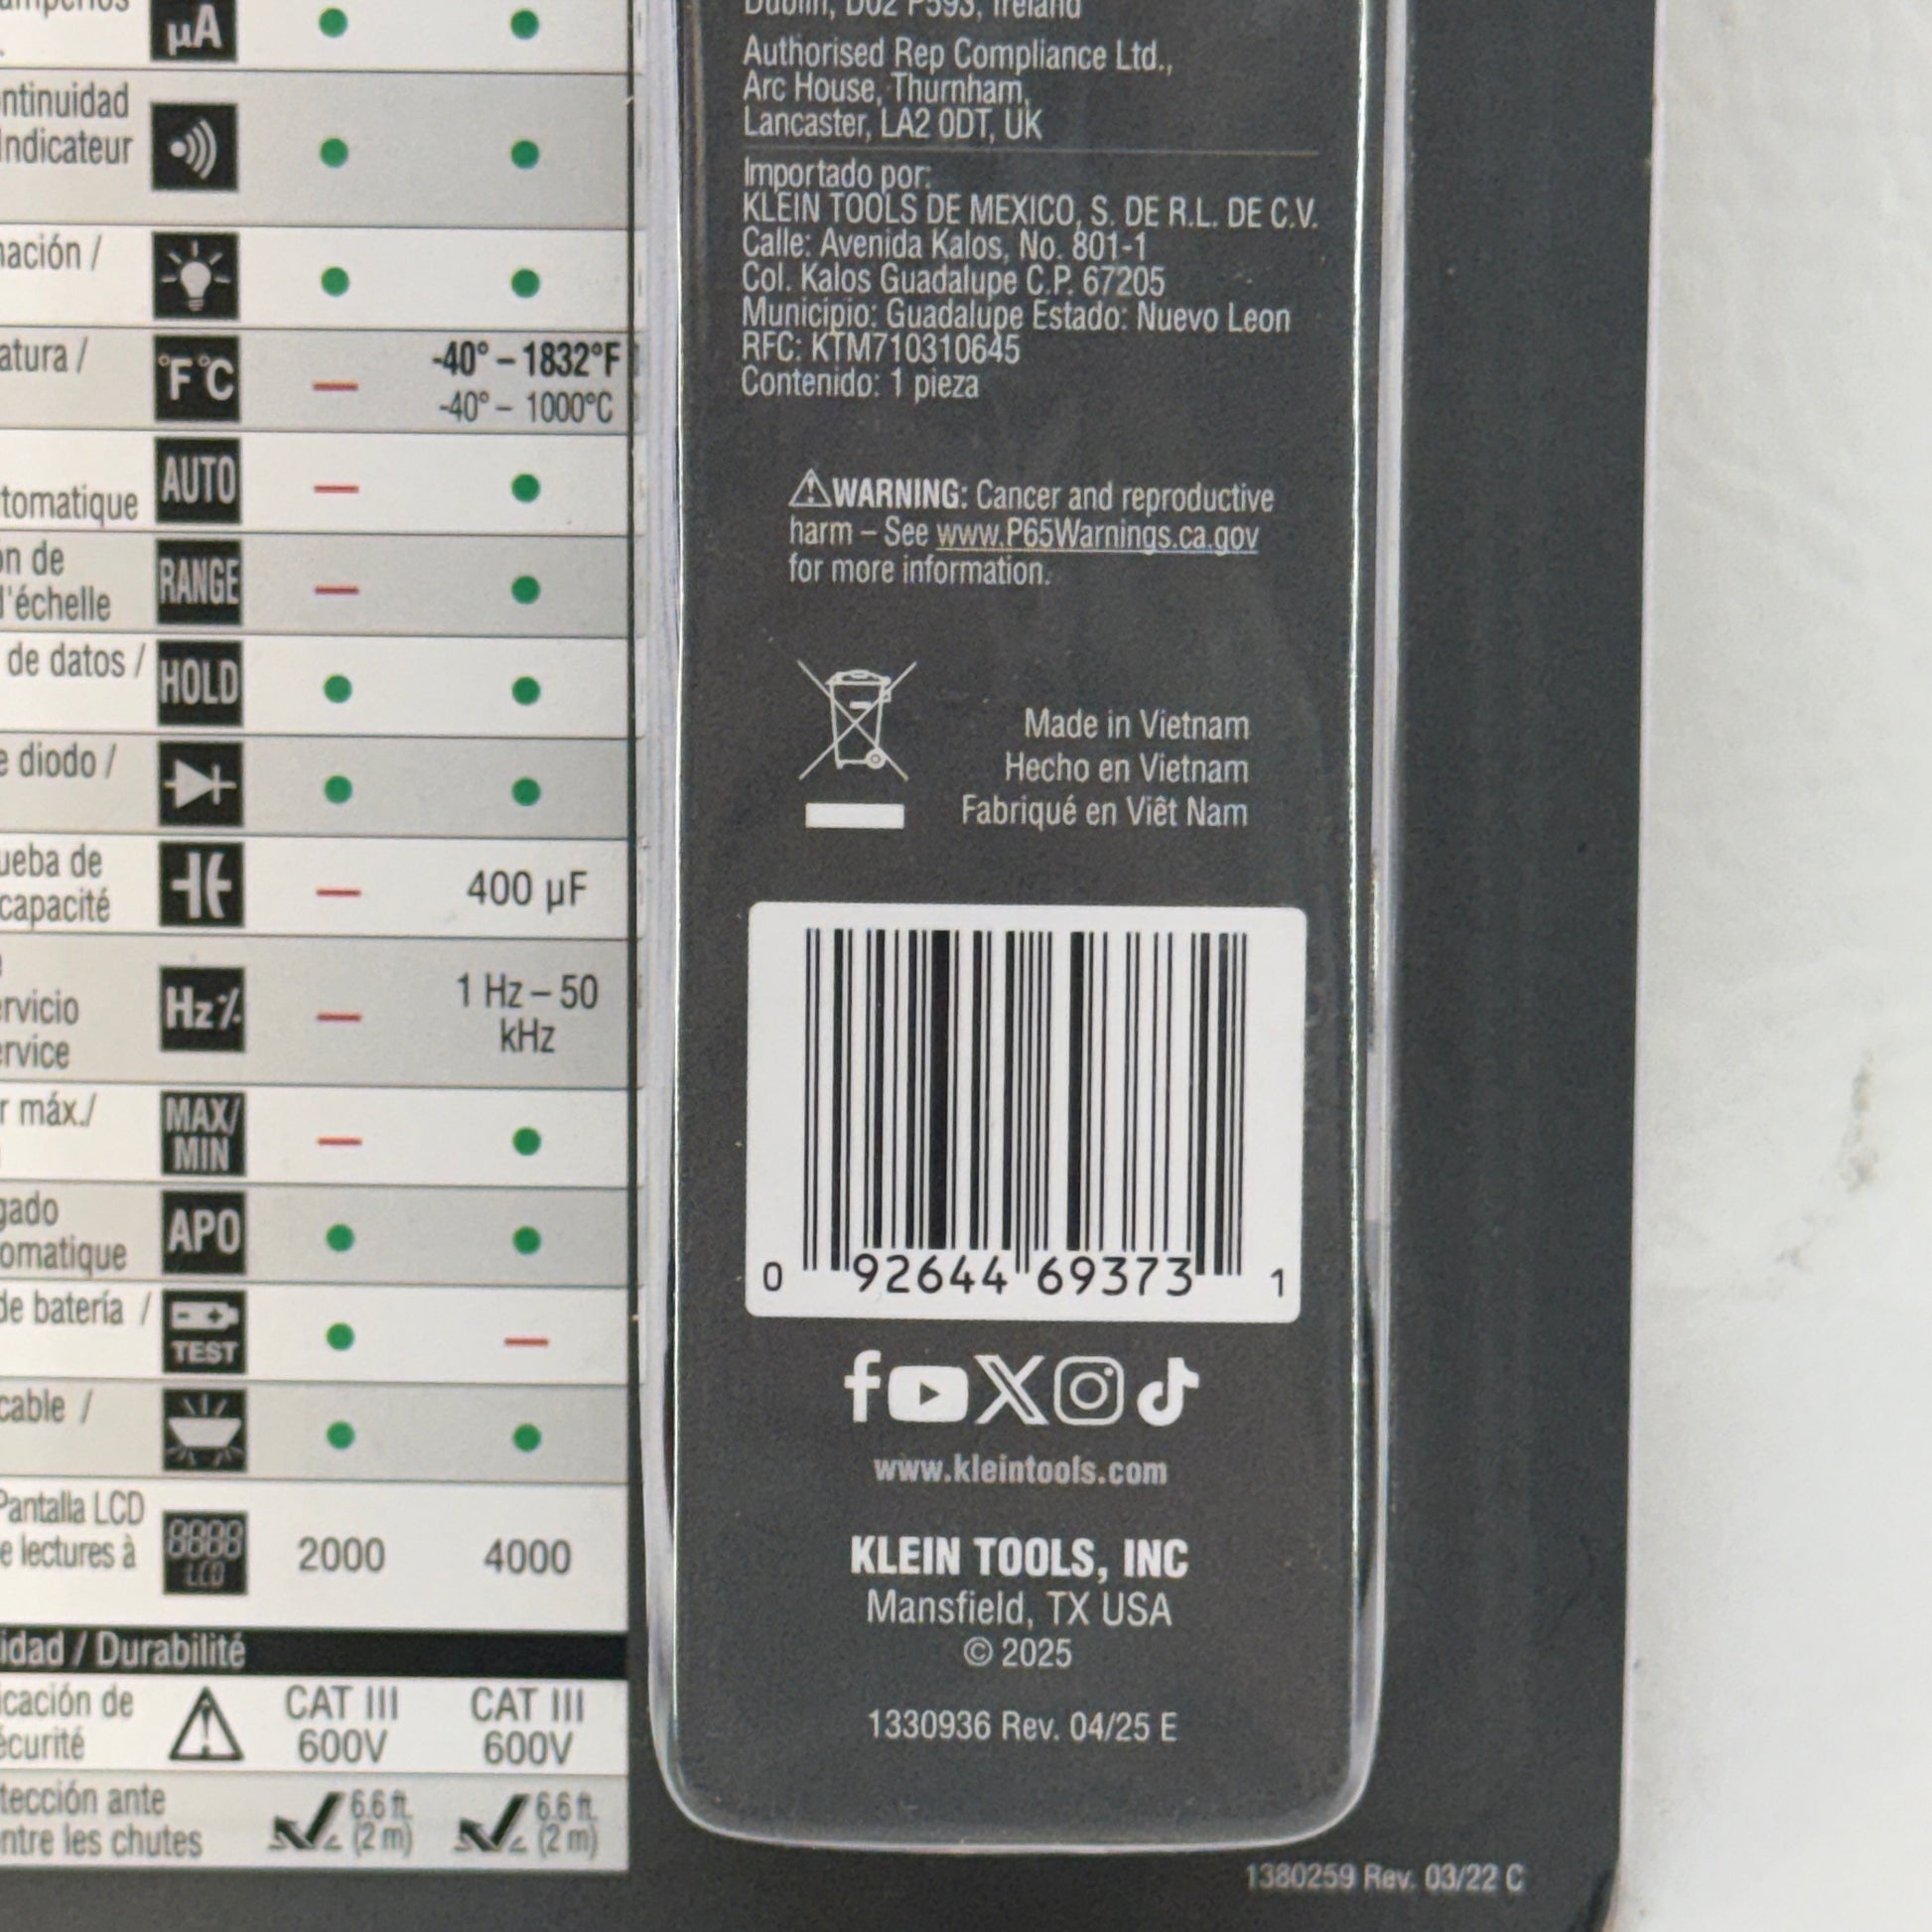 µA
ntinuidad
Indicateur
nación /
atura /
°F°C
-40° – 1832°F
-40° – 1000°C
AUTO
tomatique
ón de
l'échelle
RANGE
de datos /
HOLD
e diodo /
ueba de
capacité
400 µF
ervicio
ervice
Hz%
1 Hz – 50
kHz
r máx./
MAX/
MIN
gado
omatique
APO
de batería /
TEST
cable /
Pantalla LCD
e lectures à
8888
LCD
2000
4000
idad / Durabilité
icación de
écurité
CAT III
600V
CAT III
600V
tección ante
ntre les chutes
6.6 ft.
(2 m)
6.6 ft.
(2 m)
Dublin, D02 P593, Ireland
Authorised Rep Compliance Ltd.,
Arc House, Thurnham,
Lancaster, LA2 0DT, UK
Importado por:
KLEIN TOOLS DE MEXICO, S. DE R.L. DE C.V.
Calle: Avenida Kalos, No. 801-1
Col. Kalos Guadalupe C.P. 67205
Municipio: Guadalupe Estado: Nuevo Leon
RFC: KTM710310645
Contenido: 1 pieza
WARNING: Cancer and reproductive
harm – See www.P65Warnings.ca.gov
for more information.
Made in Vietnam
Hecho en Vietnam
Fabriqué en Viêt Nam
0 92644 69373 1
www.kleintools.com
KLEIN TOOLS, INC
Mansfield, TX USA
© 2025
1330936 Rev. 04/25 E
1380259 Rev. 03/22 C